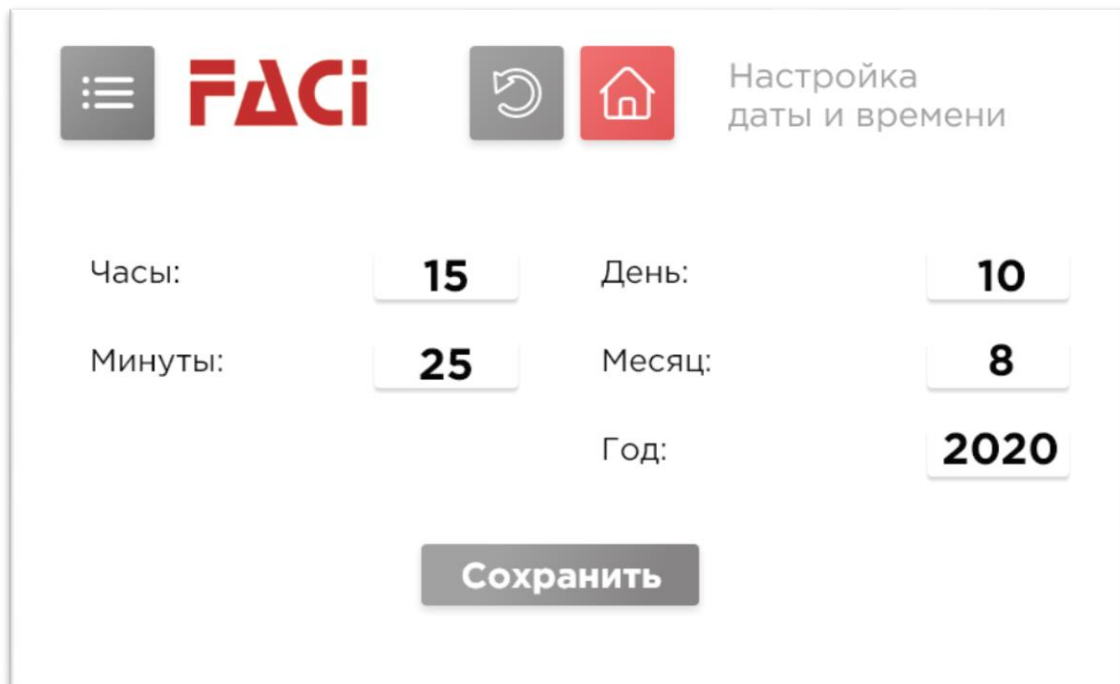 FACi
Настройка
даты и времени
Часы: 15 День: 10
Минуты: 25 Месяц: 8
Год: 2020
Сохранить